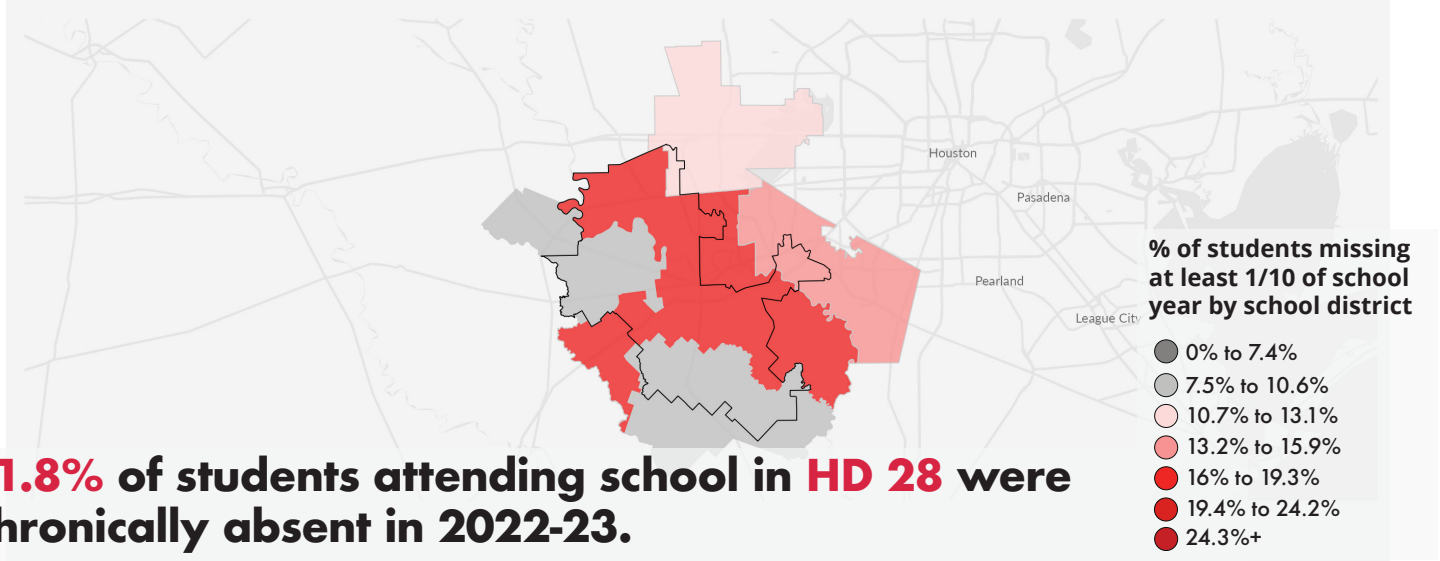 Houston
Pasadena
Pearland
League City
% of students missing
at least 1/10 of school
year by school district
0% to 7.4%
7.5% to 10.6%
10.7% to 13.1%
13.2% to 15.9%
16% to 19.3%
19.4% to 24.2%
24.3%+
1.8% of students attending school in HD 28 were
hronically absent in 2022-23.